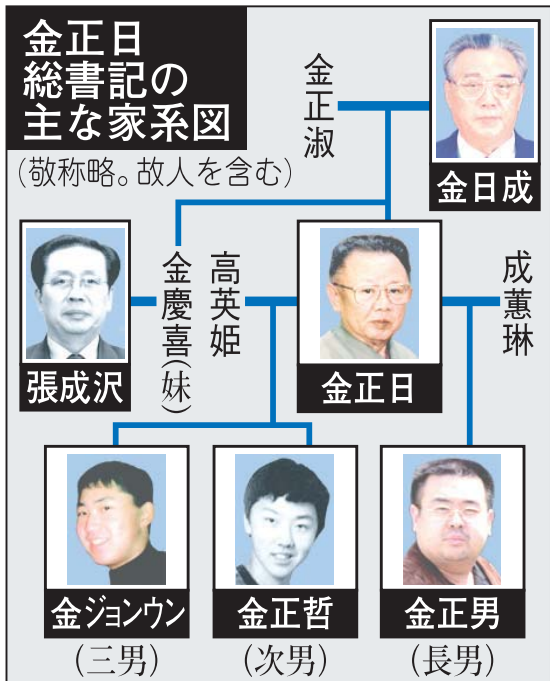 金正日
総書記の
主な家系図
(敬称略。故人を含む)
金正淑
金日成
張成沢
金慶喜(妹)
高英姫
金正日
成蕙琳
金ジョンウン
(三男)
金正哲
(次男)
金正男
(長男)